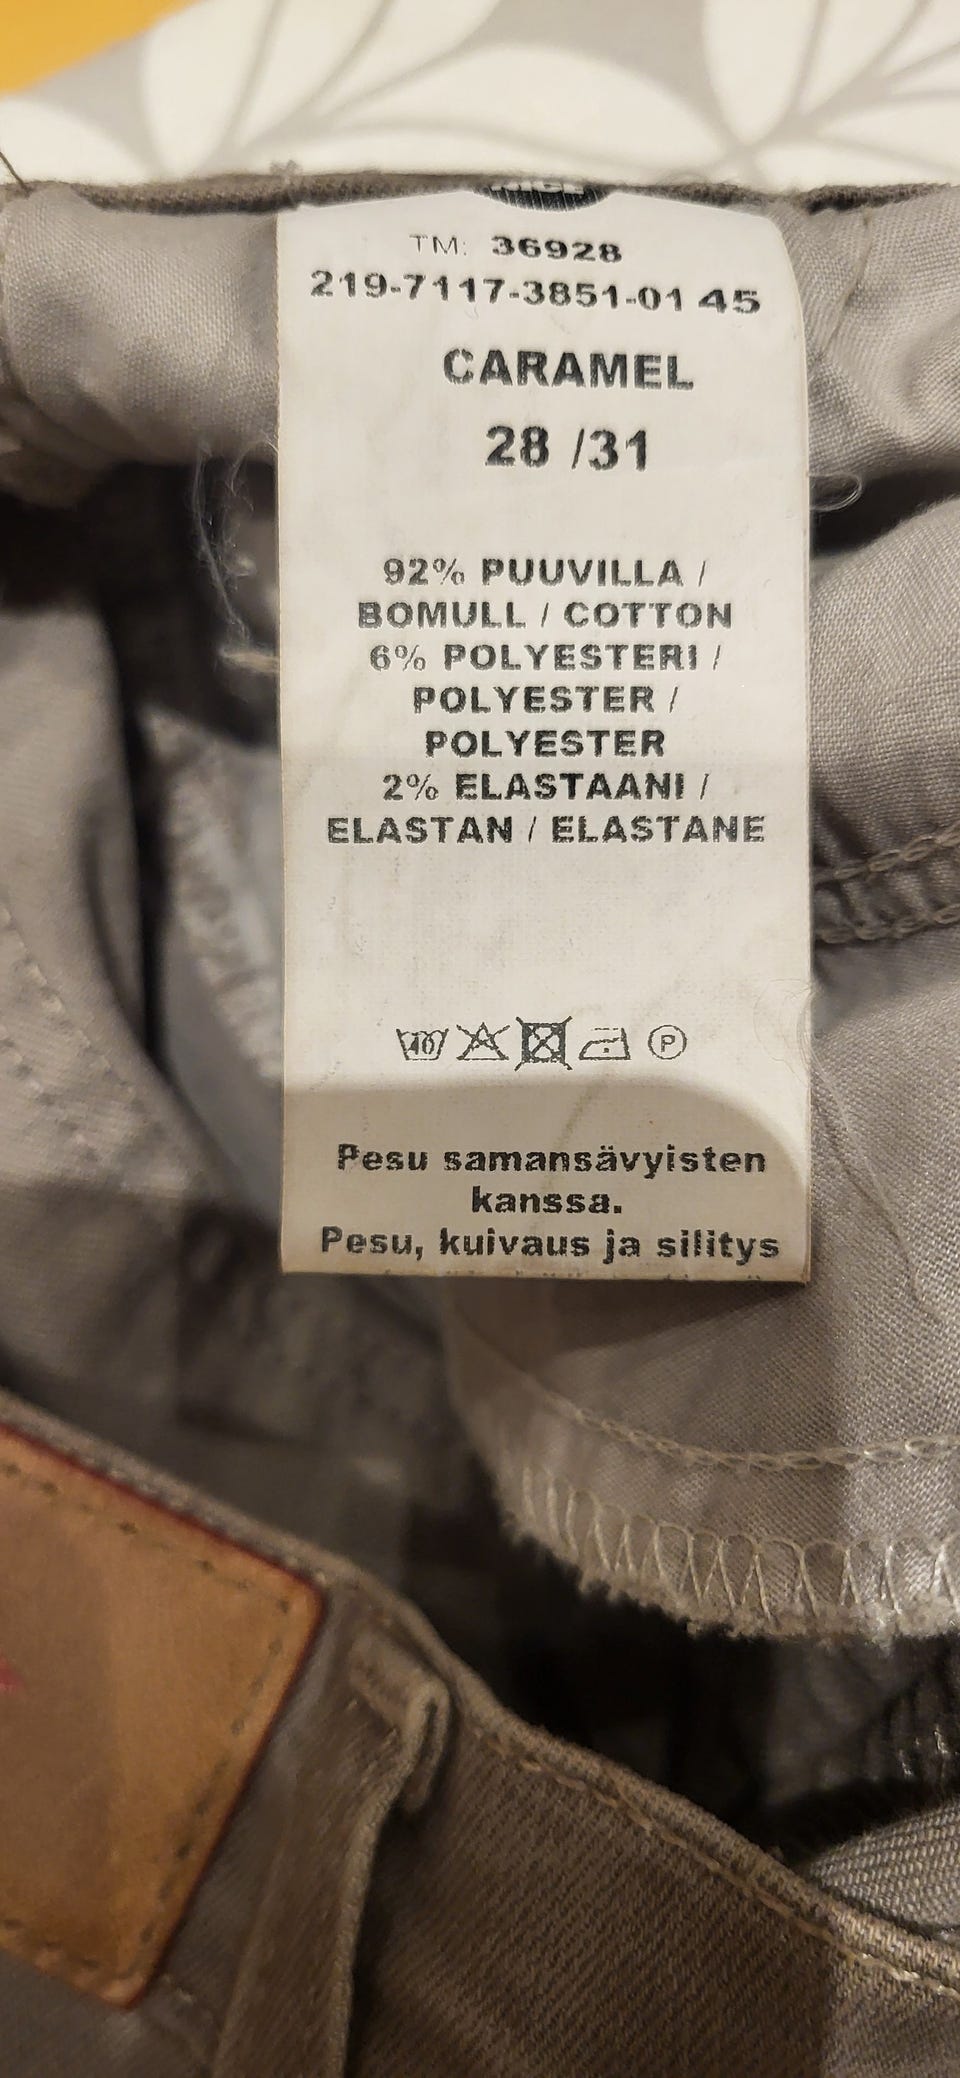 TM: 36928
219-7117-3851-01 45
CARAMEL
28 /31
92% PUUVILLA /
BOMULL / COTTON
6% POLYESTERI /
POLYESTER /
POLYESTER
2% ELASTAANI /
ELASTAN / ELASTANE
40
P
Pesu samansävyisten
kanssa.
Pesu, kuivaus ja silitys